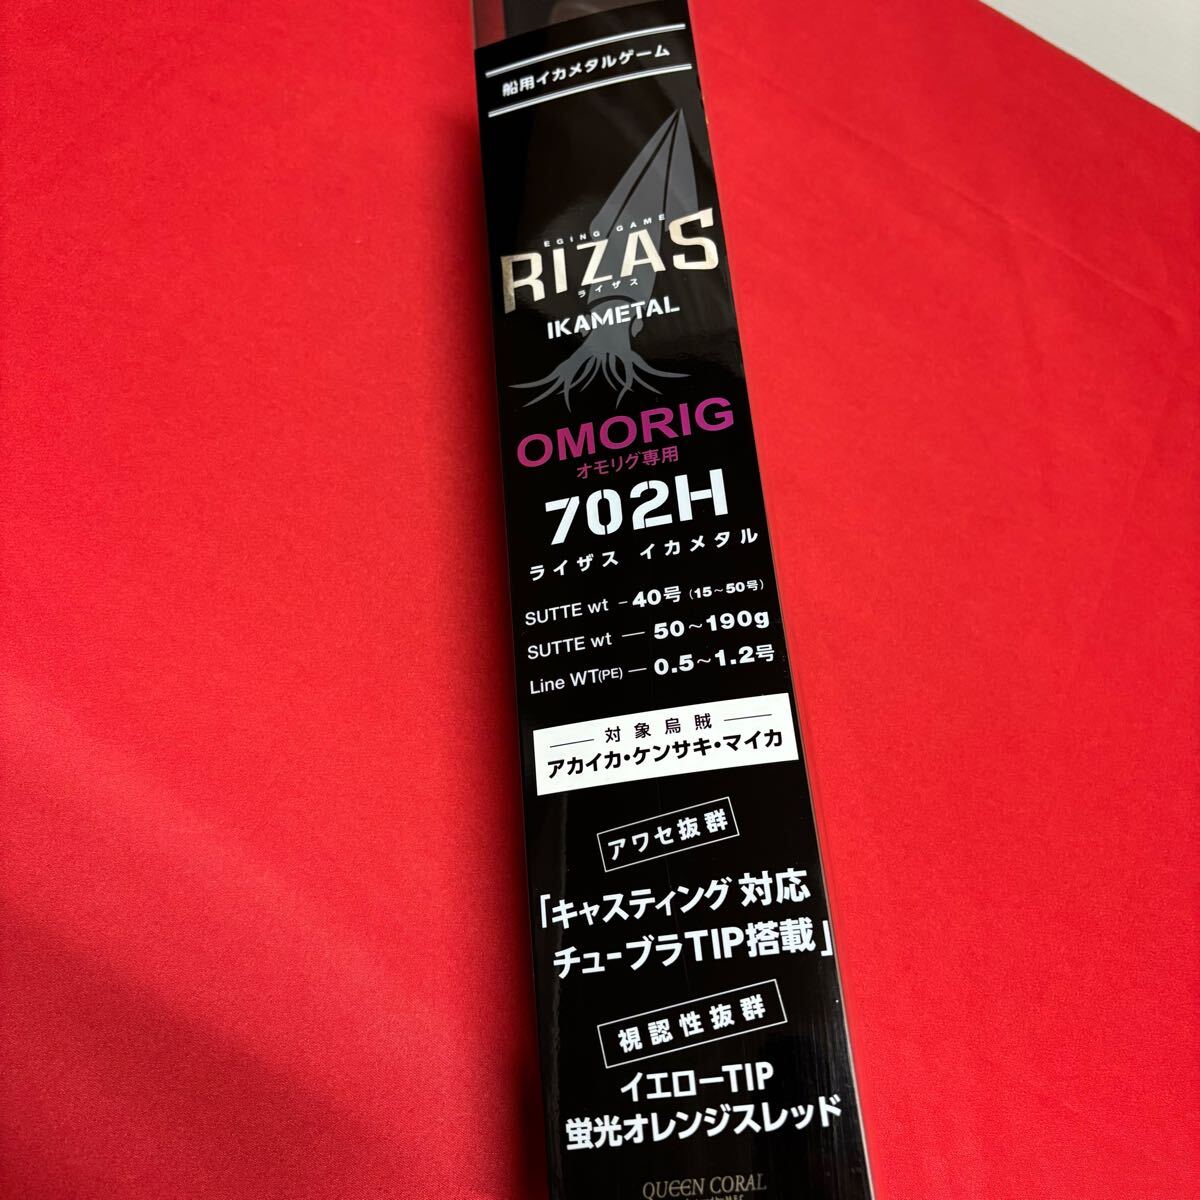 船用イカメタルゲーム
EGING GAME
RIZAS
ライザス
IKAMETAL
OMORIG
オモリグ専用
702H
ライザス イカメタル
SUTTE wt - 40号 (15~50号)
SUTTE wt — 50~190g
Line WT(PE) — 0.5~1.2号
対象烏賊
アカイカ・ケンサキ・マイカ
アワセ抜群
「キャスティング 対応
チューブラTIP搭載」
視認性抜群
イエローTIP
蛍光オレンジスレッド
QUEEN CORAL